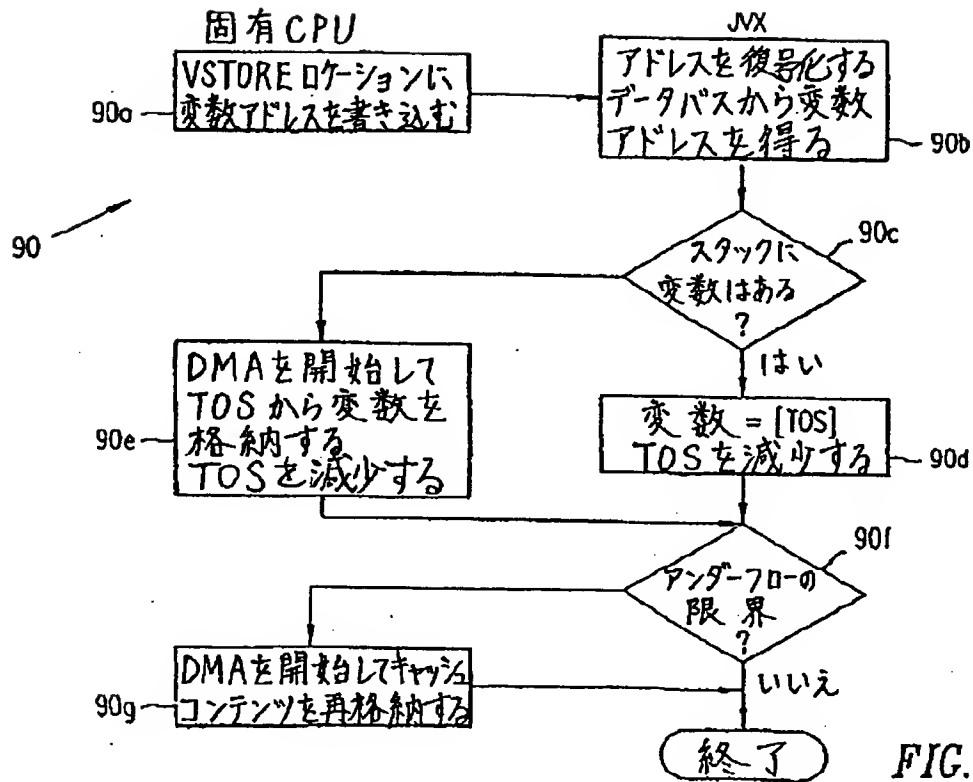 固有CPU
JVX
VSTOREロケーションに
変数アドレスを書き込む
90a
アドレスを復号化する
データバスから変数
アドレスを得る
90b
90
スタックに
変数はある
?
90c
はい
DMAを開始して
TOSから変数を
格納する
TOSを減少する
90e
変数=[TOS]
TOSを減少する
90d
アンダーフローの
限界
?
90f
DMAを開始してキャッシュ
コンテンツを再格納する
90g
いいえ
終了
FIG.